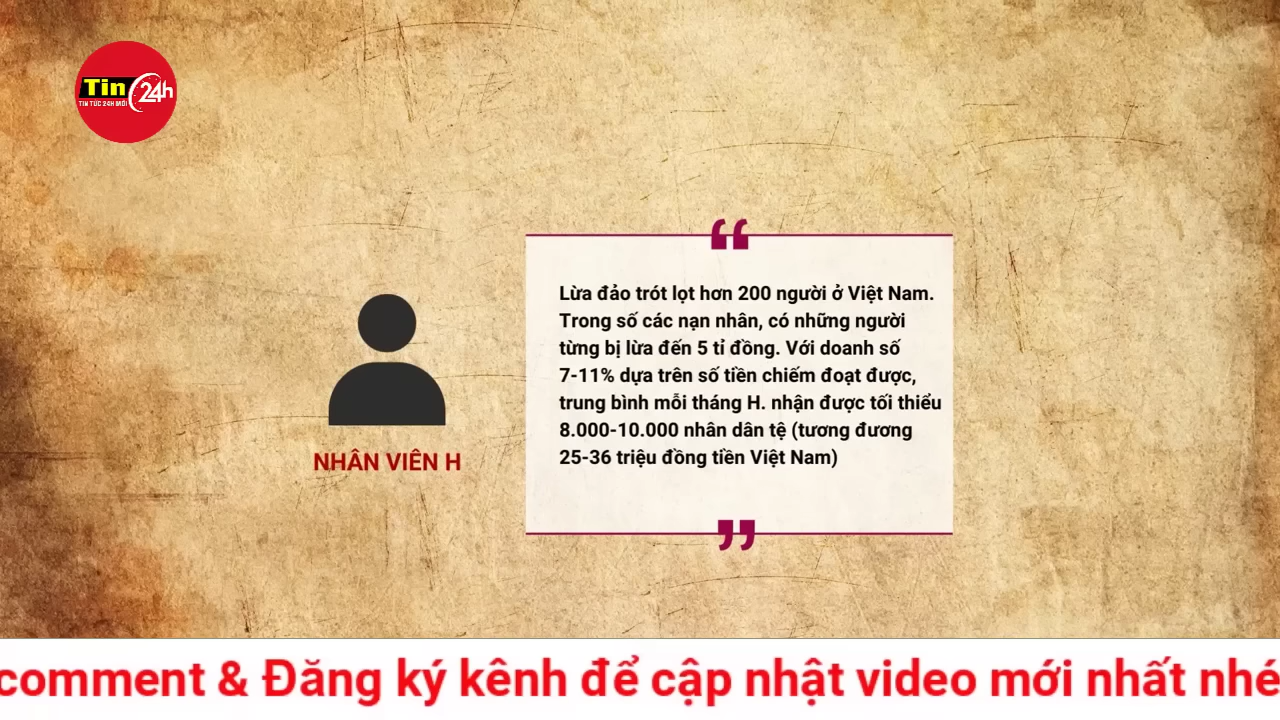 Tin 24h
TIN TỨC 24H MỚI
“
Lừa đảo trót lọt hơn 200 người ở Việt Nam.
Trong số các nạn nhân, có những người
từng bị lừa đến 5 tỉ đồng. Với doanh số
7-11% dựa trên số tiền chiếm đoạt được,
trung bình mỗi tháng H. nhận được tối thiểu
8.000-10.000 nhân dân tệ (tương đương
25-36 triệu đồng tiền Việt Nam)
”
NHÂN VIÊN H
comment & Đăng ký kênh để cập nhật video mới nhất nhé